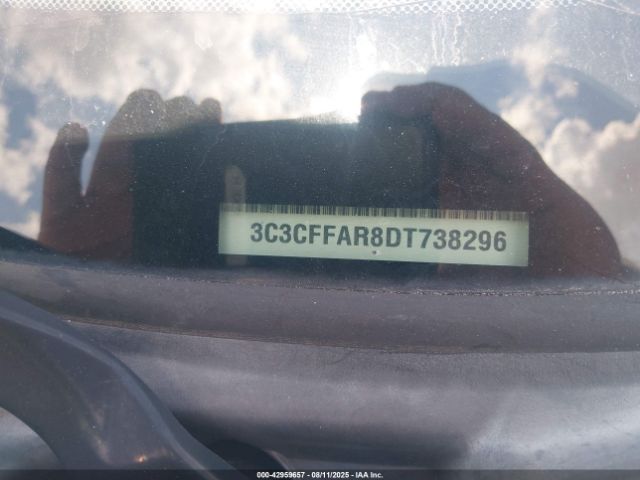 3C3CFFAR8DT738296
000-42959657 - 08/11/2025 - IAA Inc.